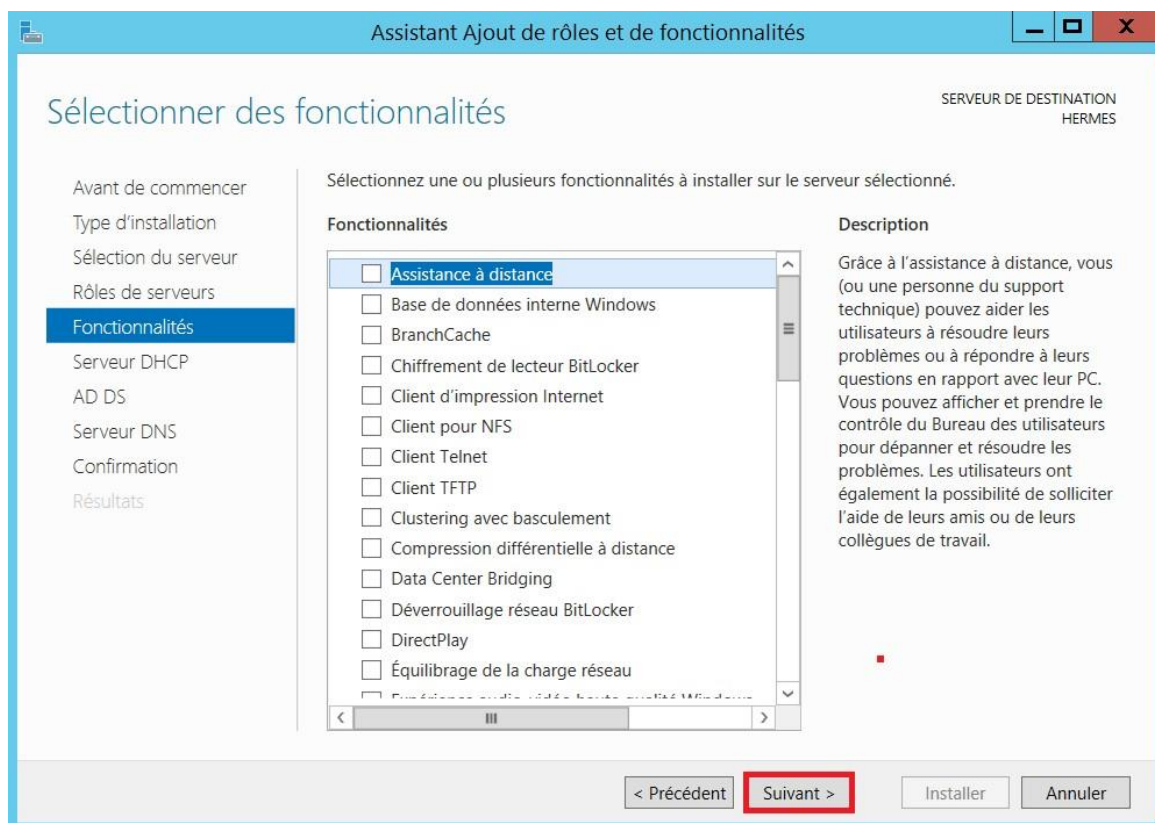 Assistant Ajout de rôles et de fonctionnalités
X
Sélectionner des fonctionnalités
SERVEUR DE DESTINATION
HERMES
Avant de commencer
Type d'installation
Sélection du serveur
Rôles de serveurs
Fonctionnalités
Serveur DHCP
AD DS
Serveur DNS
Confirmation
Résultats
Sélectionnez une ou plusieurs fonctionnalités à installer sur le serveur sélectionné.
Fonctionnalités
Assistance à distance
Base de données interne Windows
BranchCache
Chiffrement de lecteur BitLocker
Client d'impression Internet
Client pour NFS
Client Telnet
Client TFTP
Clustering avec basculement
Compression différentielle à distance
Data Center Bridging
Déverrouillage réseau BitLocker
DirectPlay
Équilibrage de la charge réseau
Expérience audio-vidéo haute qualité Windows
Description
Grâce à l'assistance à distance, vous
(ou une personne du support
technique) pouvez aider les
utilisateurs à résoudre leurs
problèmes ou à répondre à leurs
questions en rapport avec leur PC.
Vous pouvez afficher et prendre le
contrôle du Bureau des utilisateurs
pour dépanner et résoudre les
problèmes. Les utilisateurs ont
également la possibilité de solliciter
l'aide de leurs amis ou de leurs
collègues de travail.
< Précédent
Suivant >
Installer
Annuler